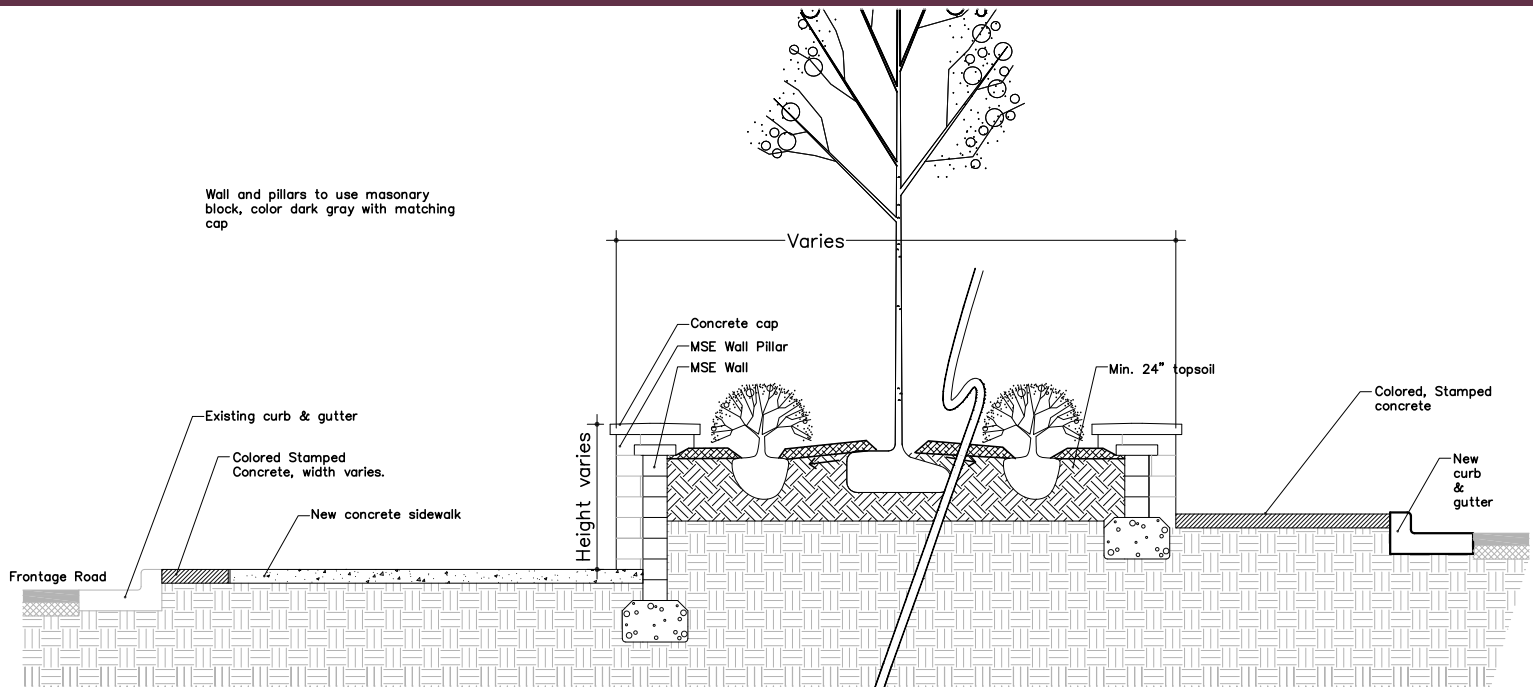 Wall and pillars to use masonary
block, color dark gray with matching
cap
Varies
Concrete cap
MSE Wall Pillar
MSE Wall
Min. 24" topsoil
Existing curb & gutter
Colored Stamped
Concrete, width varies.
New concrete sidewalk
Height varies
Frontage Road
Colored, Stamped
concrete
New
curb
&
gutter